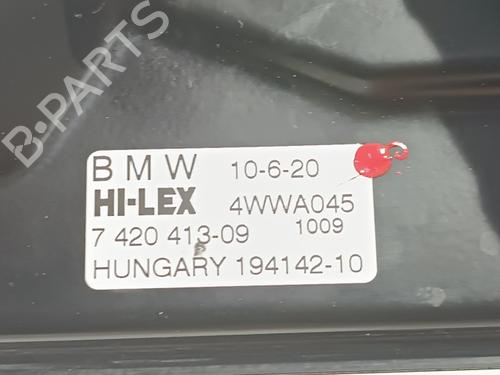 B-PARTS
BMW 10-6-20
HI-LEX 4WWA045
7 420 413-09 1009
HUNGARY 194142-10